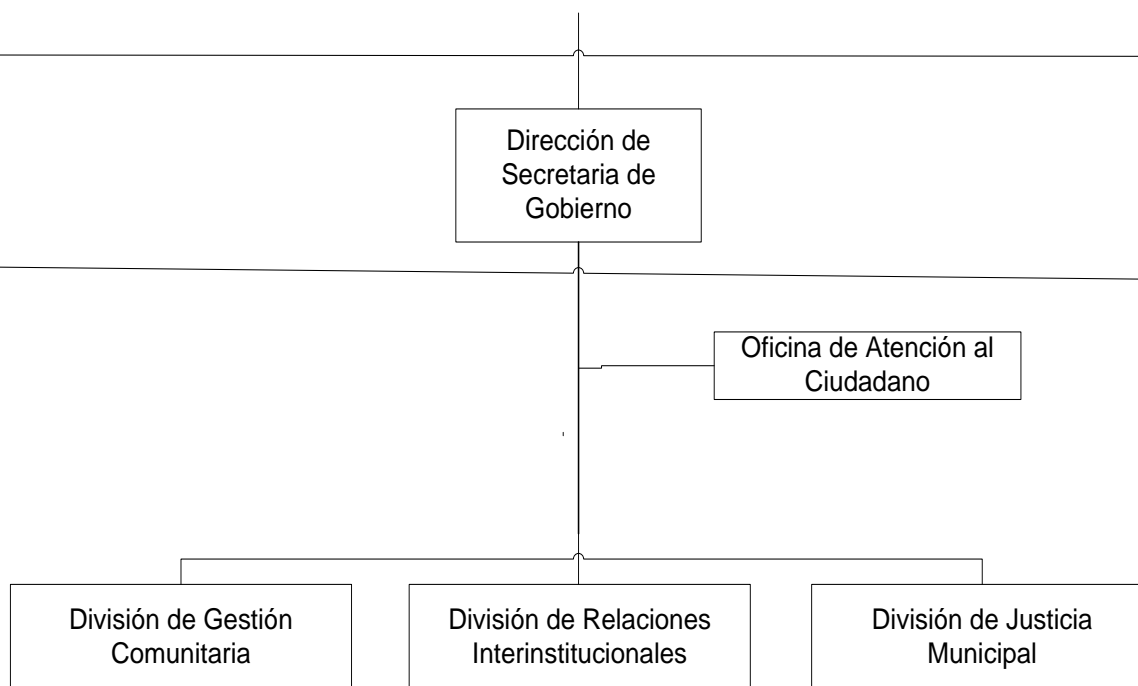 Dirección de
Secretaria de
Gobierno
Oficina de Atención al
Ciudadano
División de Gestión
Comunitaria
División de Relaciones
Interinstitucionales
División de Justicia
Municipal